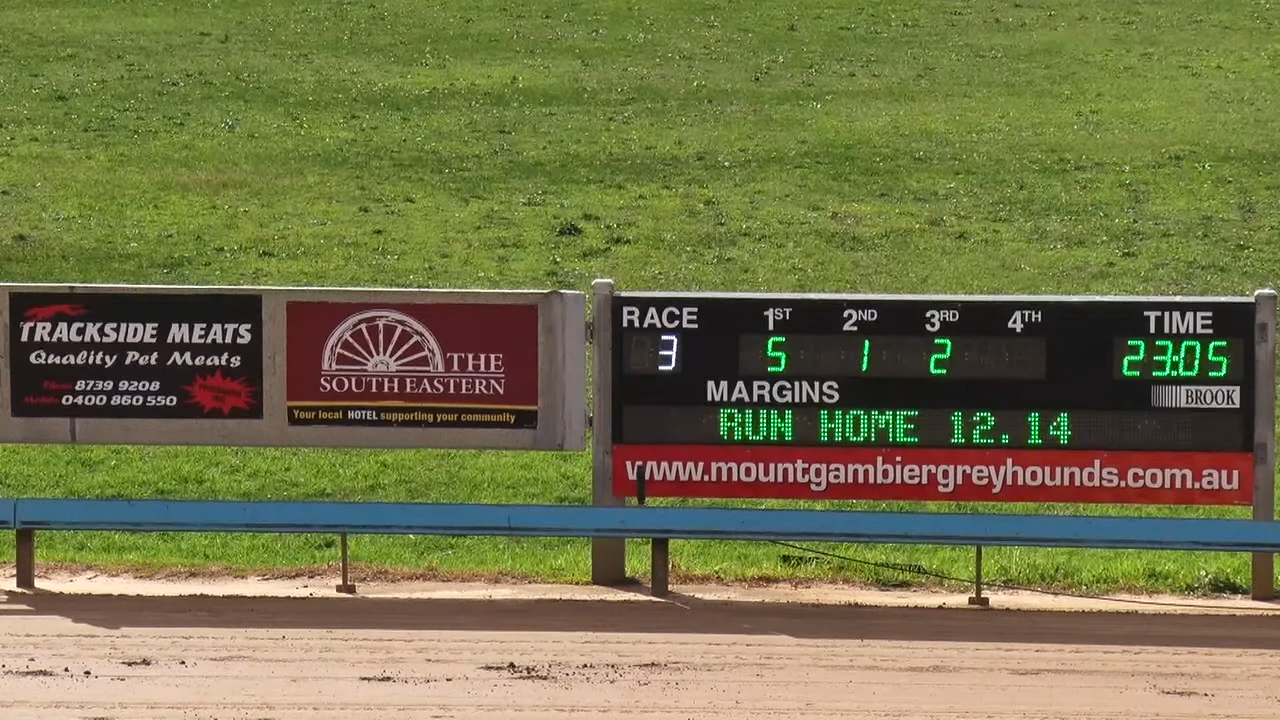 TRACKSIDE MEATS
Quality Pet Meats
8739 9208
0400 860 550
THE
SOUTH EASTERN
Your local HOTEL supporting your community
RACE 1ST 2ND 3RD 4TH TIME
3 5 1 2 23:05
MARGINS
BROOK
RUN HOME 12.14
www.mountgambiergreyhounds.com.au